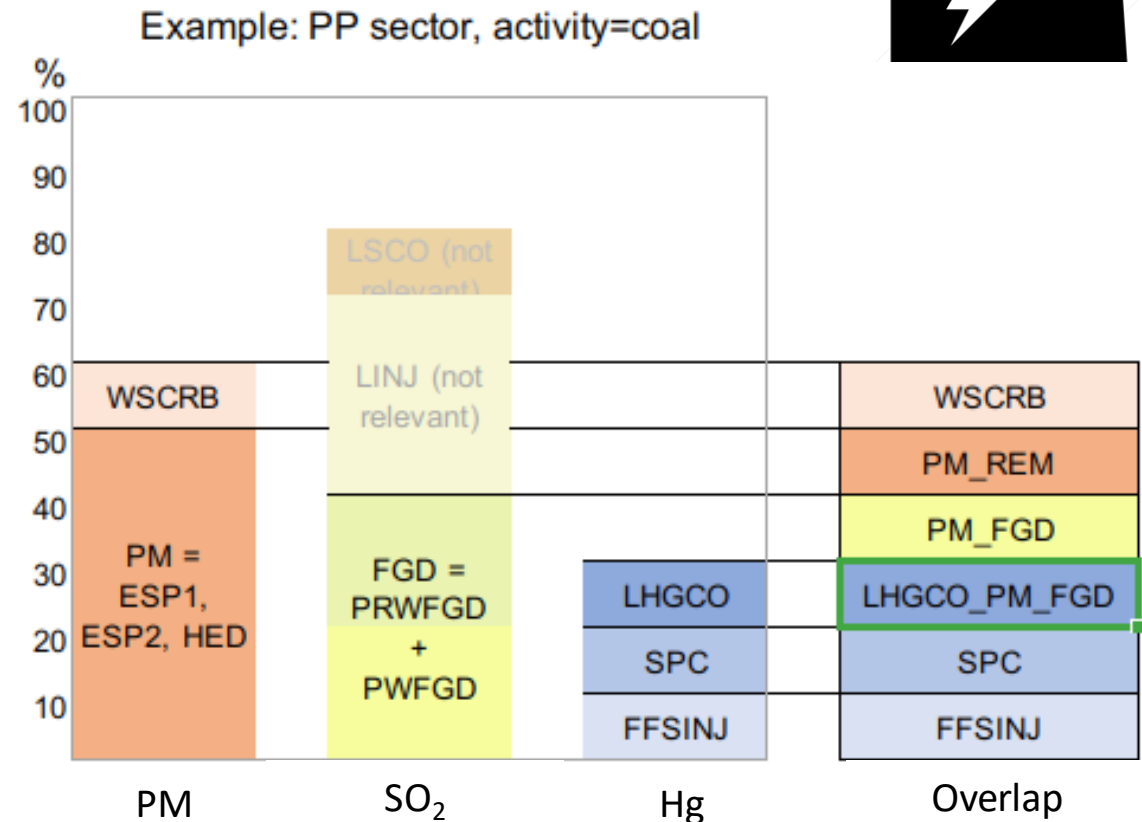 Example: PP sector, activity=coal
%
100
90
80
70
60
50
40
30
20
10
WSCRB
PM =
ESP1,
ESP2, HED
LSCO (not
relevant)
LINJ (not
relevant)
FGD =
PRWFGD
+
PWFGD
LHGCO
SPC
FFSINJ
WSCRB
PM_REM
PM_FGD
LHGCO_PM_FGD
SPC
FFSINJ
PM
SO₂
Hg
Overlap